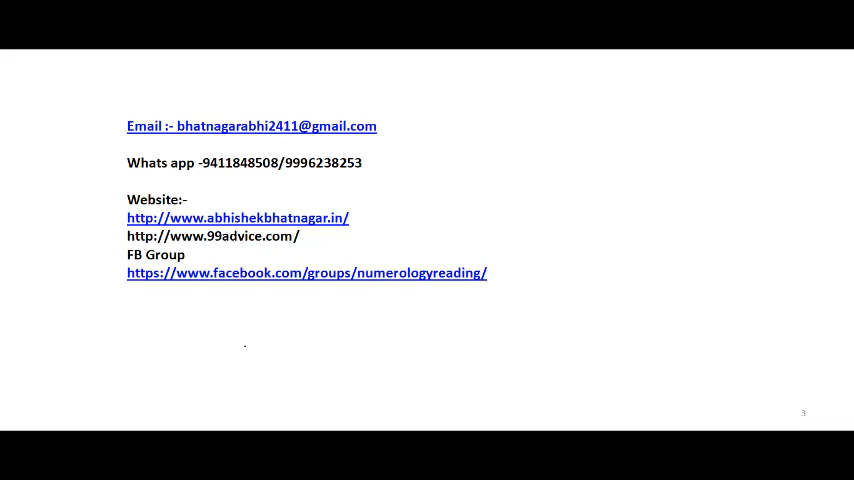 Email :- bhatnagarabhi2411@gmail.com
Whats app -9411848508/9996238253
Website:-
http://www.abhishekbhatnagar.in/
http://www.99advice.com/
FB Group
https://www.facebook.com/groups/numerologyreading/
.
3